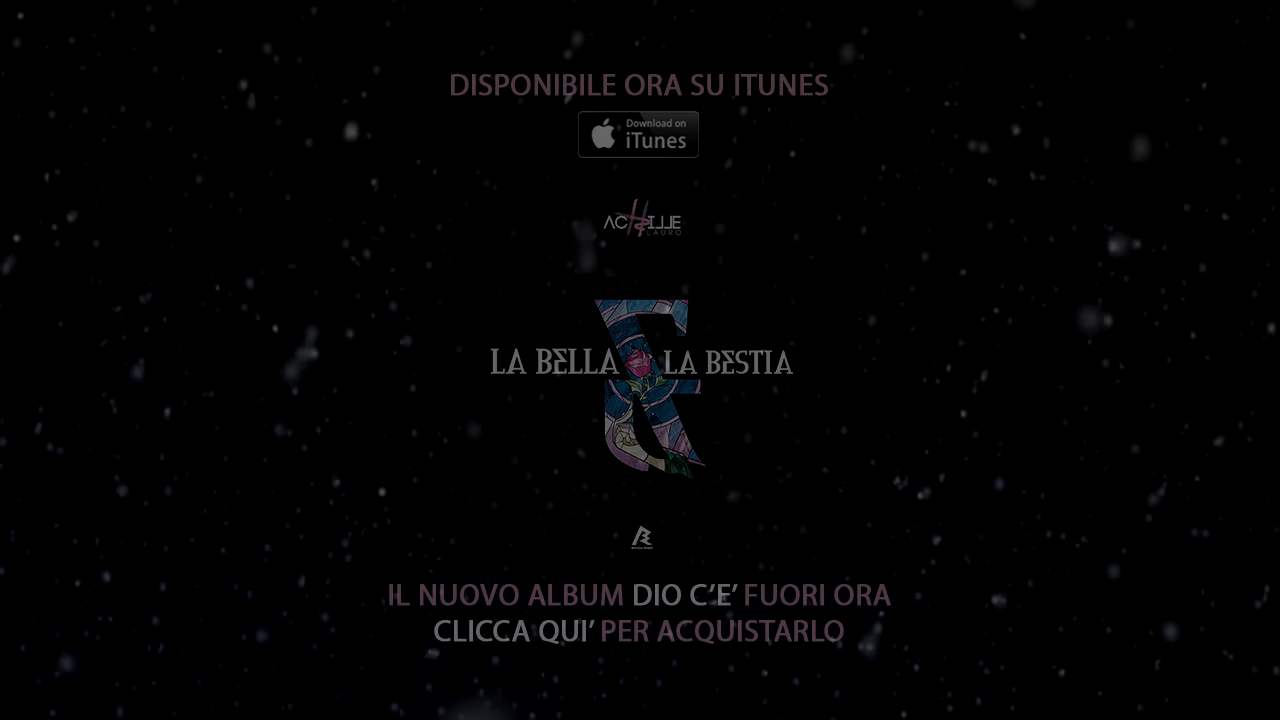 DISPONIBILE ORA SU ITUNES
Download on
iTunes
ACHILLE
LAURO
LA BELLA E LA BESTIA
IL NUOVO ALBUM DIO C'E' FUORI ORA
CLICCA QUI' PER ACQUISTARLO